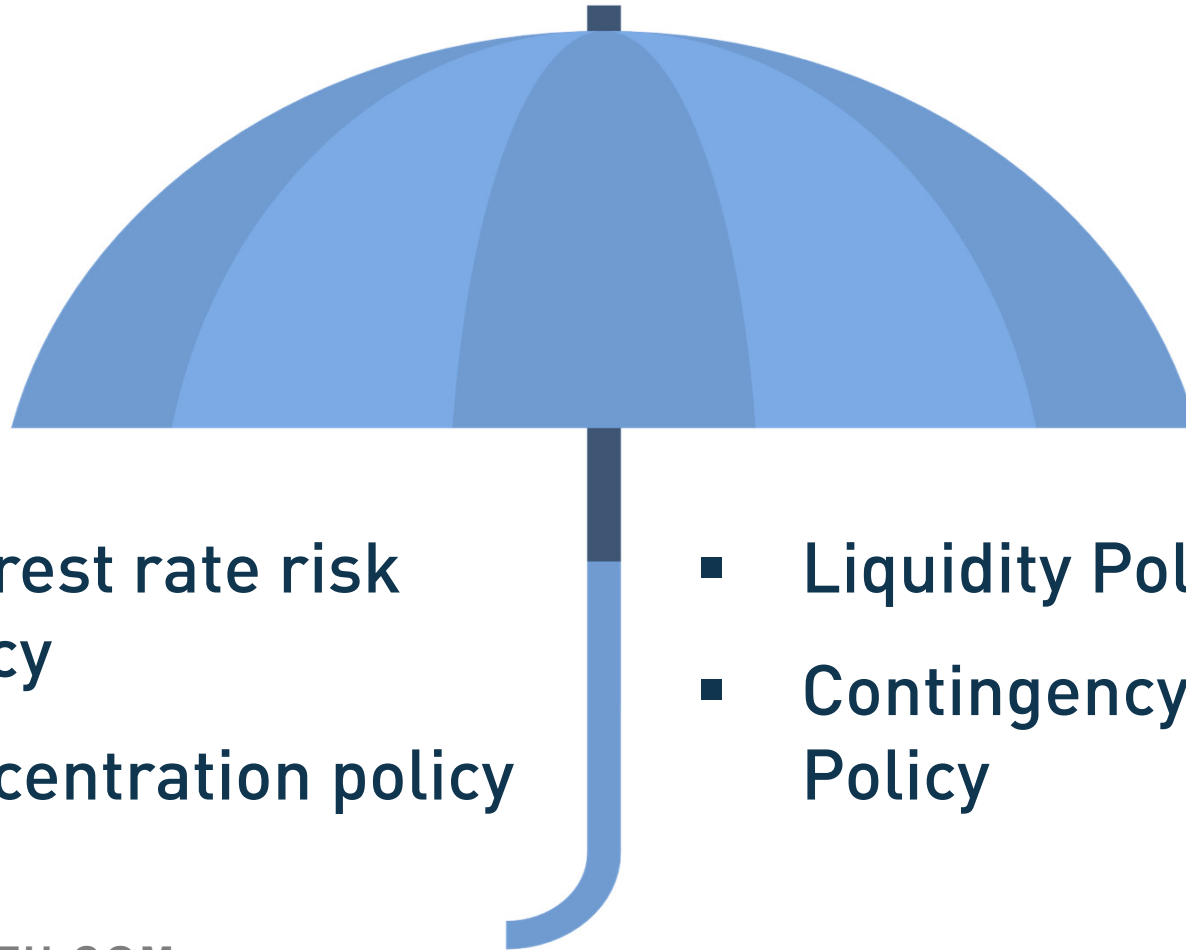 rest rate risk
cy
centration policy
▪ Liquidity Pol
▪ Contingency
Policy